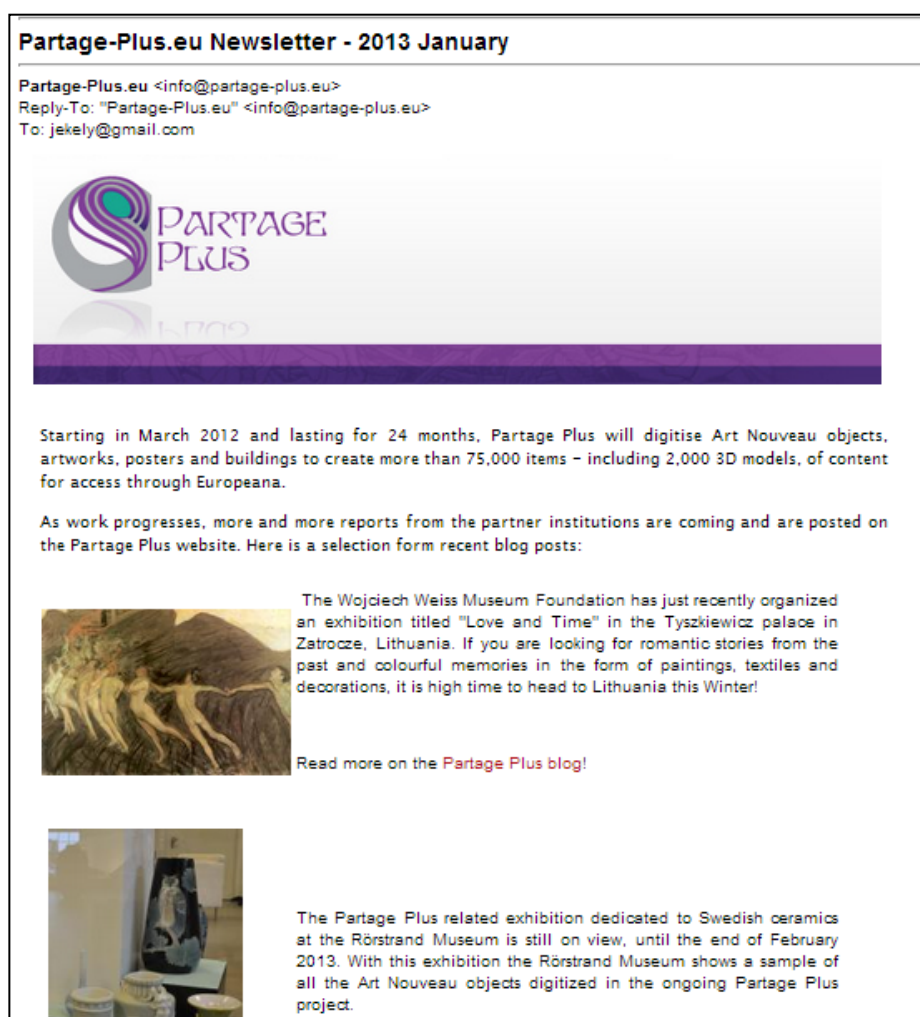 Partage-Plus.eu Newsletter - 2013 January
Partage-Plus.eu <info@partage-plus.eu>
Reply-To: "Partage-Plus.eu" <info@partage-plus.eu>
To: jekely@gmail.com
PARTAGE
PLUS
Starting in March 2012 and lasting for 24 months, Partage Plus will digitise Art Nouveau objects,
artworks, posters and buildings to create more than 75,000 items – including 2,000 3D models, of content
for access through Europeana.
As work progresses, more and more reports from the partner institutions are coming and are posted on
the Partage Plus website. Here is a selection form recent blog posts:
The Wojciech Weiss Museum Foundation has just recently organized
an exhibition titled "Love and Time" in the Tyszkiewicz palace in
Zatrocze, Lithuania. If you are looking for romantic stories from the
past and colourful memories in the form of paintings, textiles and
decorations, it is high time to head to Lithuania this Winter!
Read more on the Partage Plus blog!
The Partage Plus related exhibition dedicated to Swedish ceramics
at the Rörstrand Museum is still on view, until the end of February
2013. With this exhibition the Rörstrand Museum shows a sample of
all the Art Nouveau objects digitized in the ongoing Partage Plus
project.